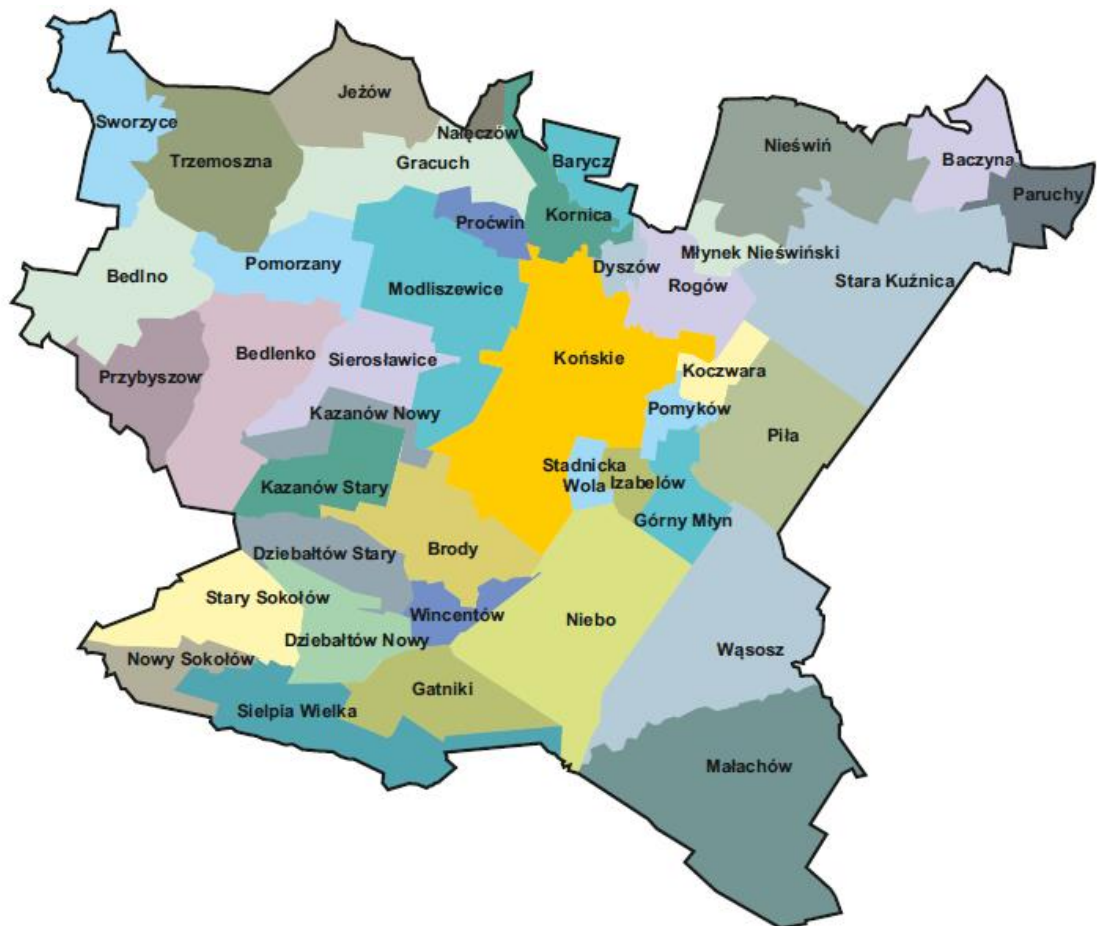 Jeżów
Sworzyce
Nałęczów
Trzemoszna
Gracuch
Barycz
Nieświń
Baczyna
Paruchy
Proćwin
Kornica
Młynek Nieświński
Bedlno
Pomorzany
Dyszów
Rogów
Stara Kuźnica
Modliszewice
Bedlenko
Sierosławice
Końskie
Koczwara
Przybyszow
Kazanów Nowy
Pomyków
Piła
Stadnicka
Wola
Izabelów
Kazanów Stary
Górny Młyn
Dziebałtów Stary
Brody
Stary Sokołów
Wincentów
Niebo
Dziebałtów Nowy
Wąsosz
Nowy Sokołów
Gatniki
Sielpia Wielka
Małachów